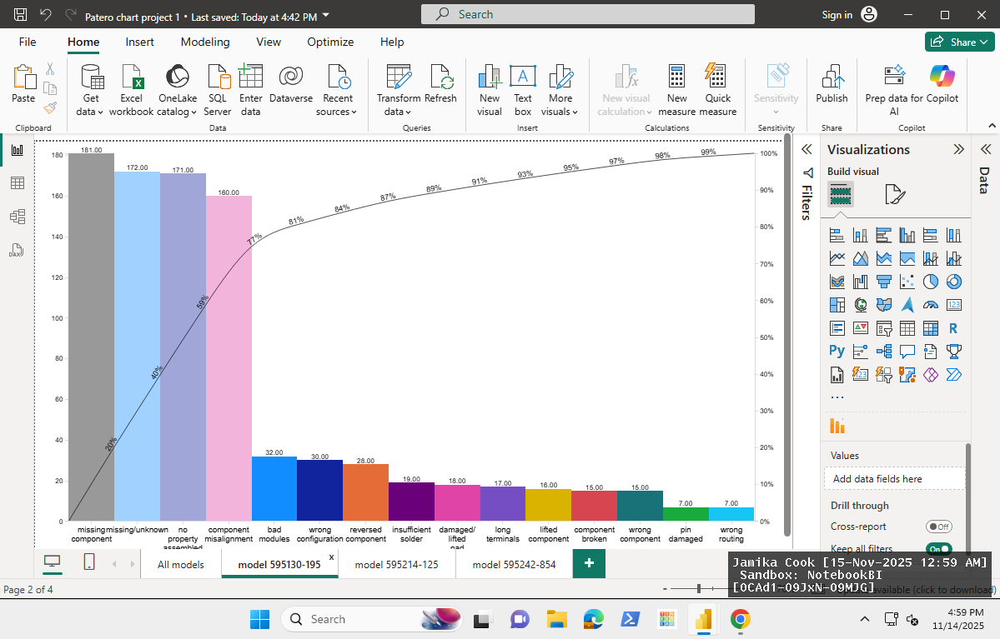 Patero chart project 1 • Last saved: Today at 4:42 PM
Search
Sign in
File Home Insert Modeling View Optimize Help
Share
Paste
Get data
Excel workbook
OneLake catalog
SQL Server
Enter data
Dataverse
Recent sources
Transform data
Refresh
New visual
Text box
More visuals
New visual calculation
New measure
Quick measure
Sensitivity
Publish
Prep data for AI
Copilot
Clipboard Data Queries Insert Calculations Sensitivity Share Copilot
181.00
172.00
171.00
160.00
32.00
30.00
28.00
19.00
18.00
17.00
16.00
15.00
15.00
7.00
7.00
180
160
140
120
100
80
60
40
20
0
20%
40%
59%
77%
81%
84%
87%
89%
91%
93%
95%
97%
98%
99%
100%
90%
80%
70%
60%
50%
40%
30%
20%
10%
0%
missing component
missing/unknown
no property assembled
component misalignment
bad modules
wrong configuration
reversed component
insufficient solder
damaged/ lifted pad
long terminals
lifted component
component broken
wrong component
pin damaged
wrong routing
Filters
Visualizations
Build visual
Data
DAX
123
R
Py
123
...
Values
Add data fields here
Drill through
Cross-report
Off
Keep all filters
On
All models
model 595130-195
x
model 595214-125
model 595242-854
+
Page 2 of 4
available (click to download)
Jamika Cook [15-Nov-2025 12:59 AM]
Sandbox: NotebookBI
[OCAd1-O9JxN-O9MJG]
Search
4:59 PM
11/14/2025